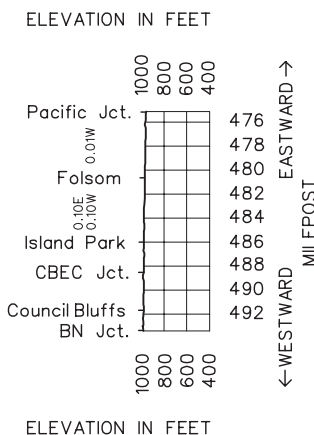 ELEVATION IN FEET
1000 800 600 400
Pacific Jct.
0.01W
Folsom
0.10E
0.10W
Island Park
CBEC Jct.
Council Bluffs
BN Jct.
476
478
480
482
484
486
488
490
492
EASTWARD →
MILEPOST
← WESTWARD
1000 800 600 400
ELEVATION IN FEET